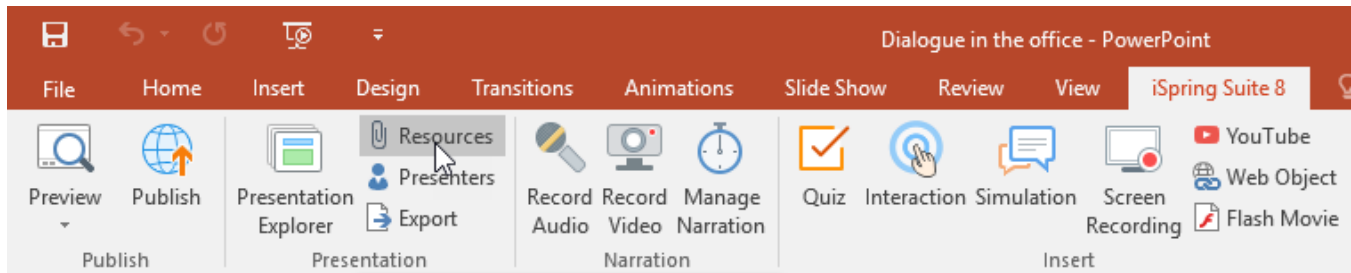 Dialogue in the office - PowerPoint
File Home Insert Design Transitions Animations Slide Show Review View iSpring Suite 8
Resources YouTube
Presenters Web Object
Preview Publish Presentation Record Record Manage Quiz Interaction Simulation Screen
Explorer Export Audio Video Narration Recording Flash Movie
Publish Presentation Narration Insert